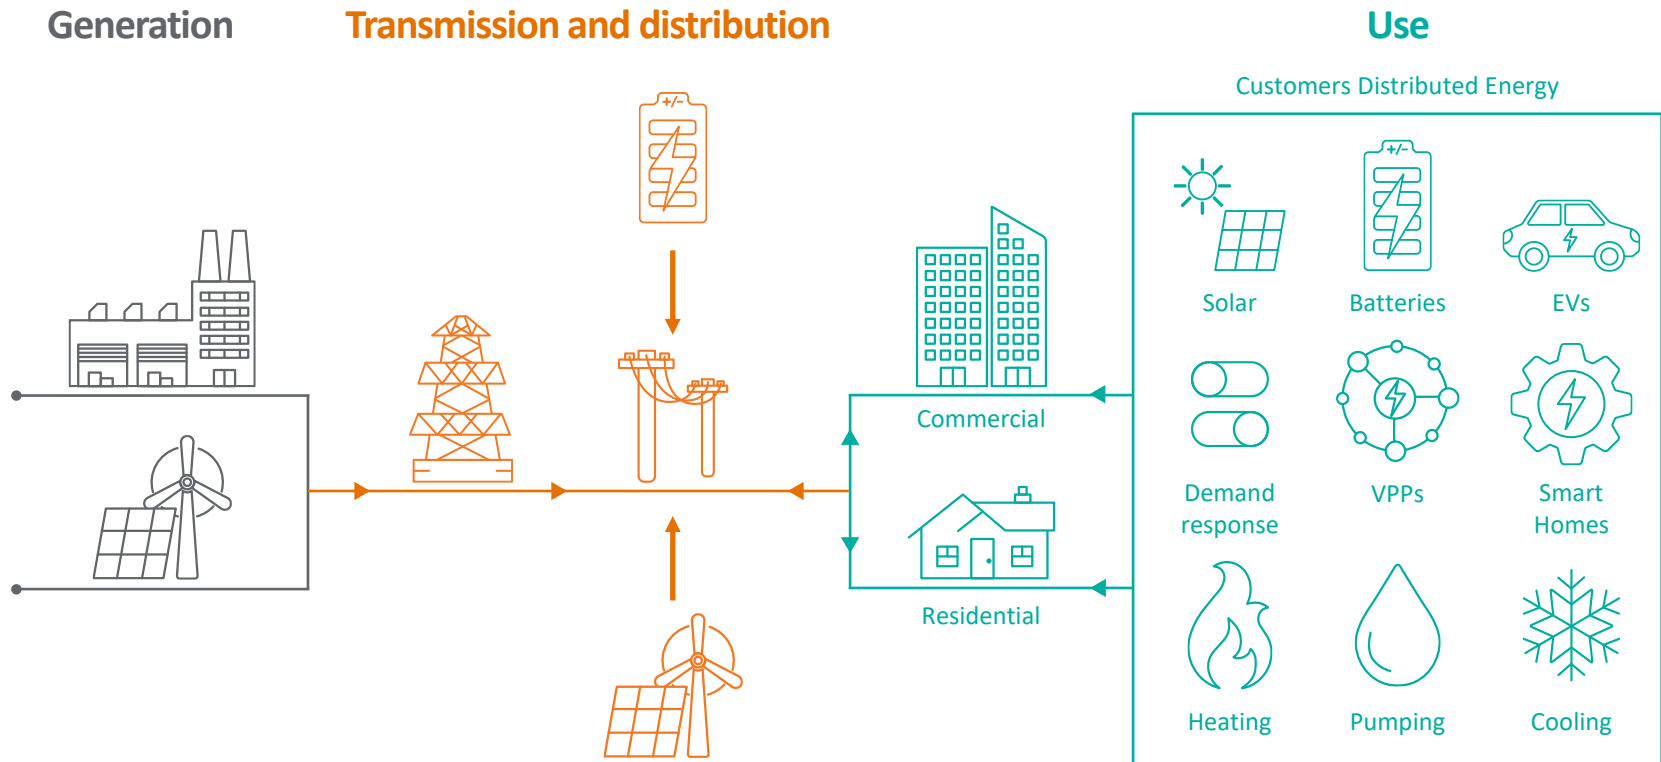 Generation
Transmission and distribution
Use
Customers Distributed Energy
+/-
+/-
Solar
Batteries
EVs
Commercial
Demand
response
VPPs
Smart
Homes
Residential
Heating
Pumping
Cooling